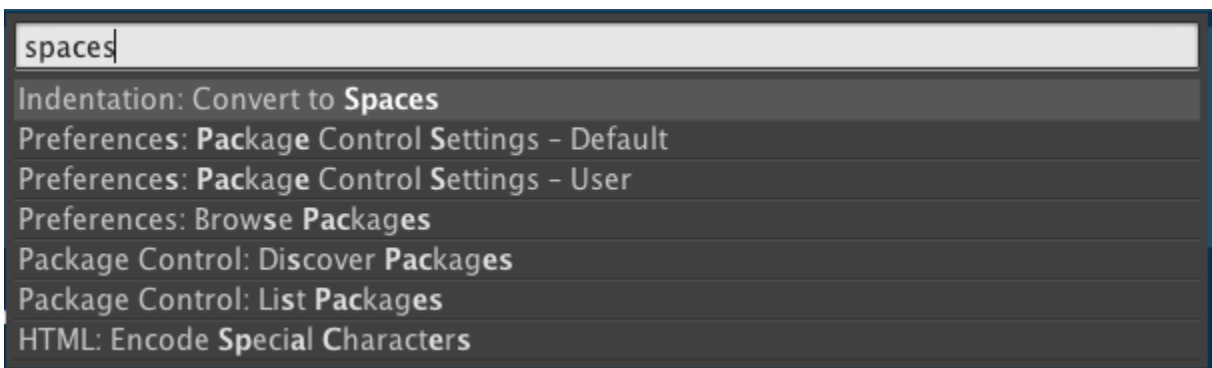 spaces
Indentation: Convert to Spaces
Preferences: Package Control Settings – Default
Preferences: Package Control Settings – User
Preferences: Browse Packages
Package Control: Discover Packages
Package Control: List Packages
HTML: Encode Special Characters